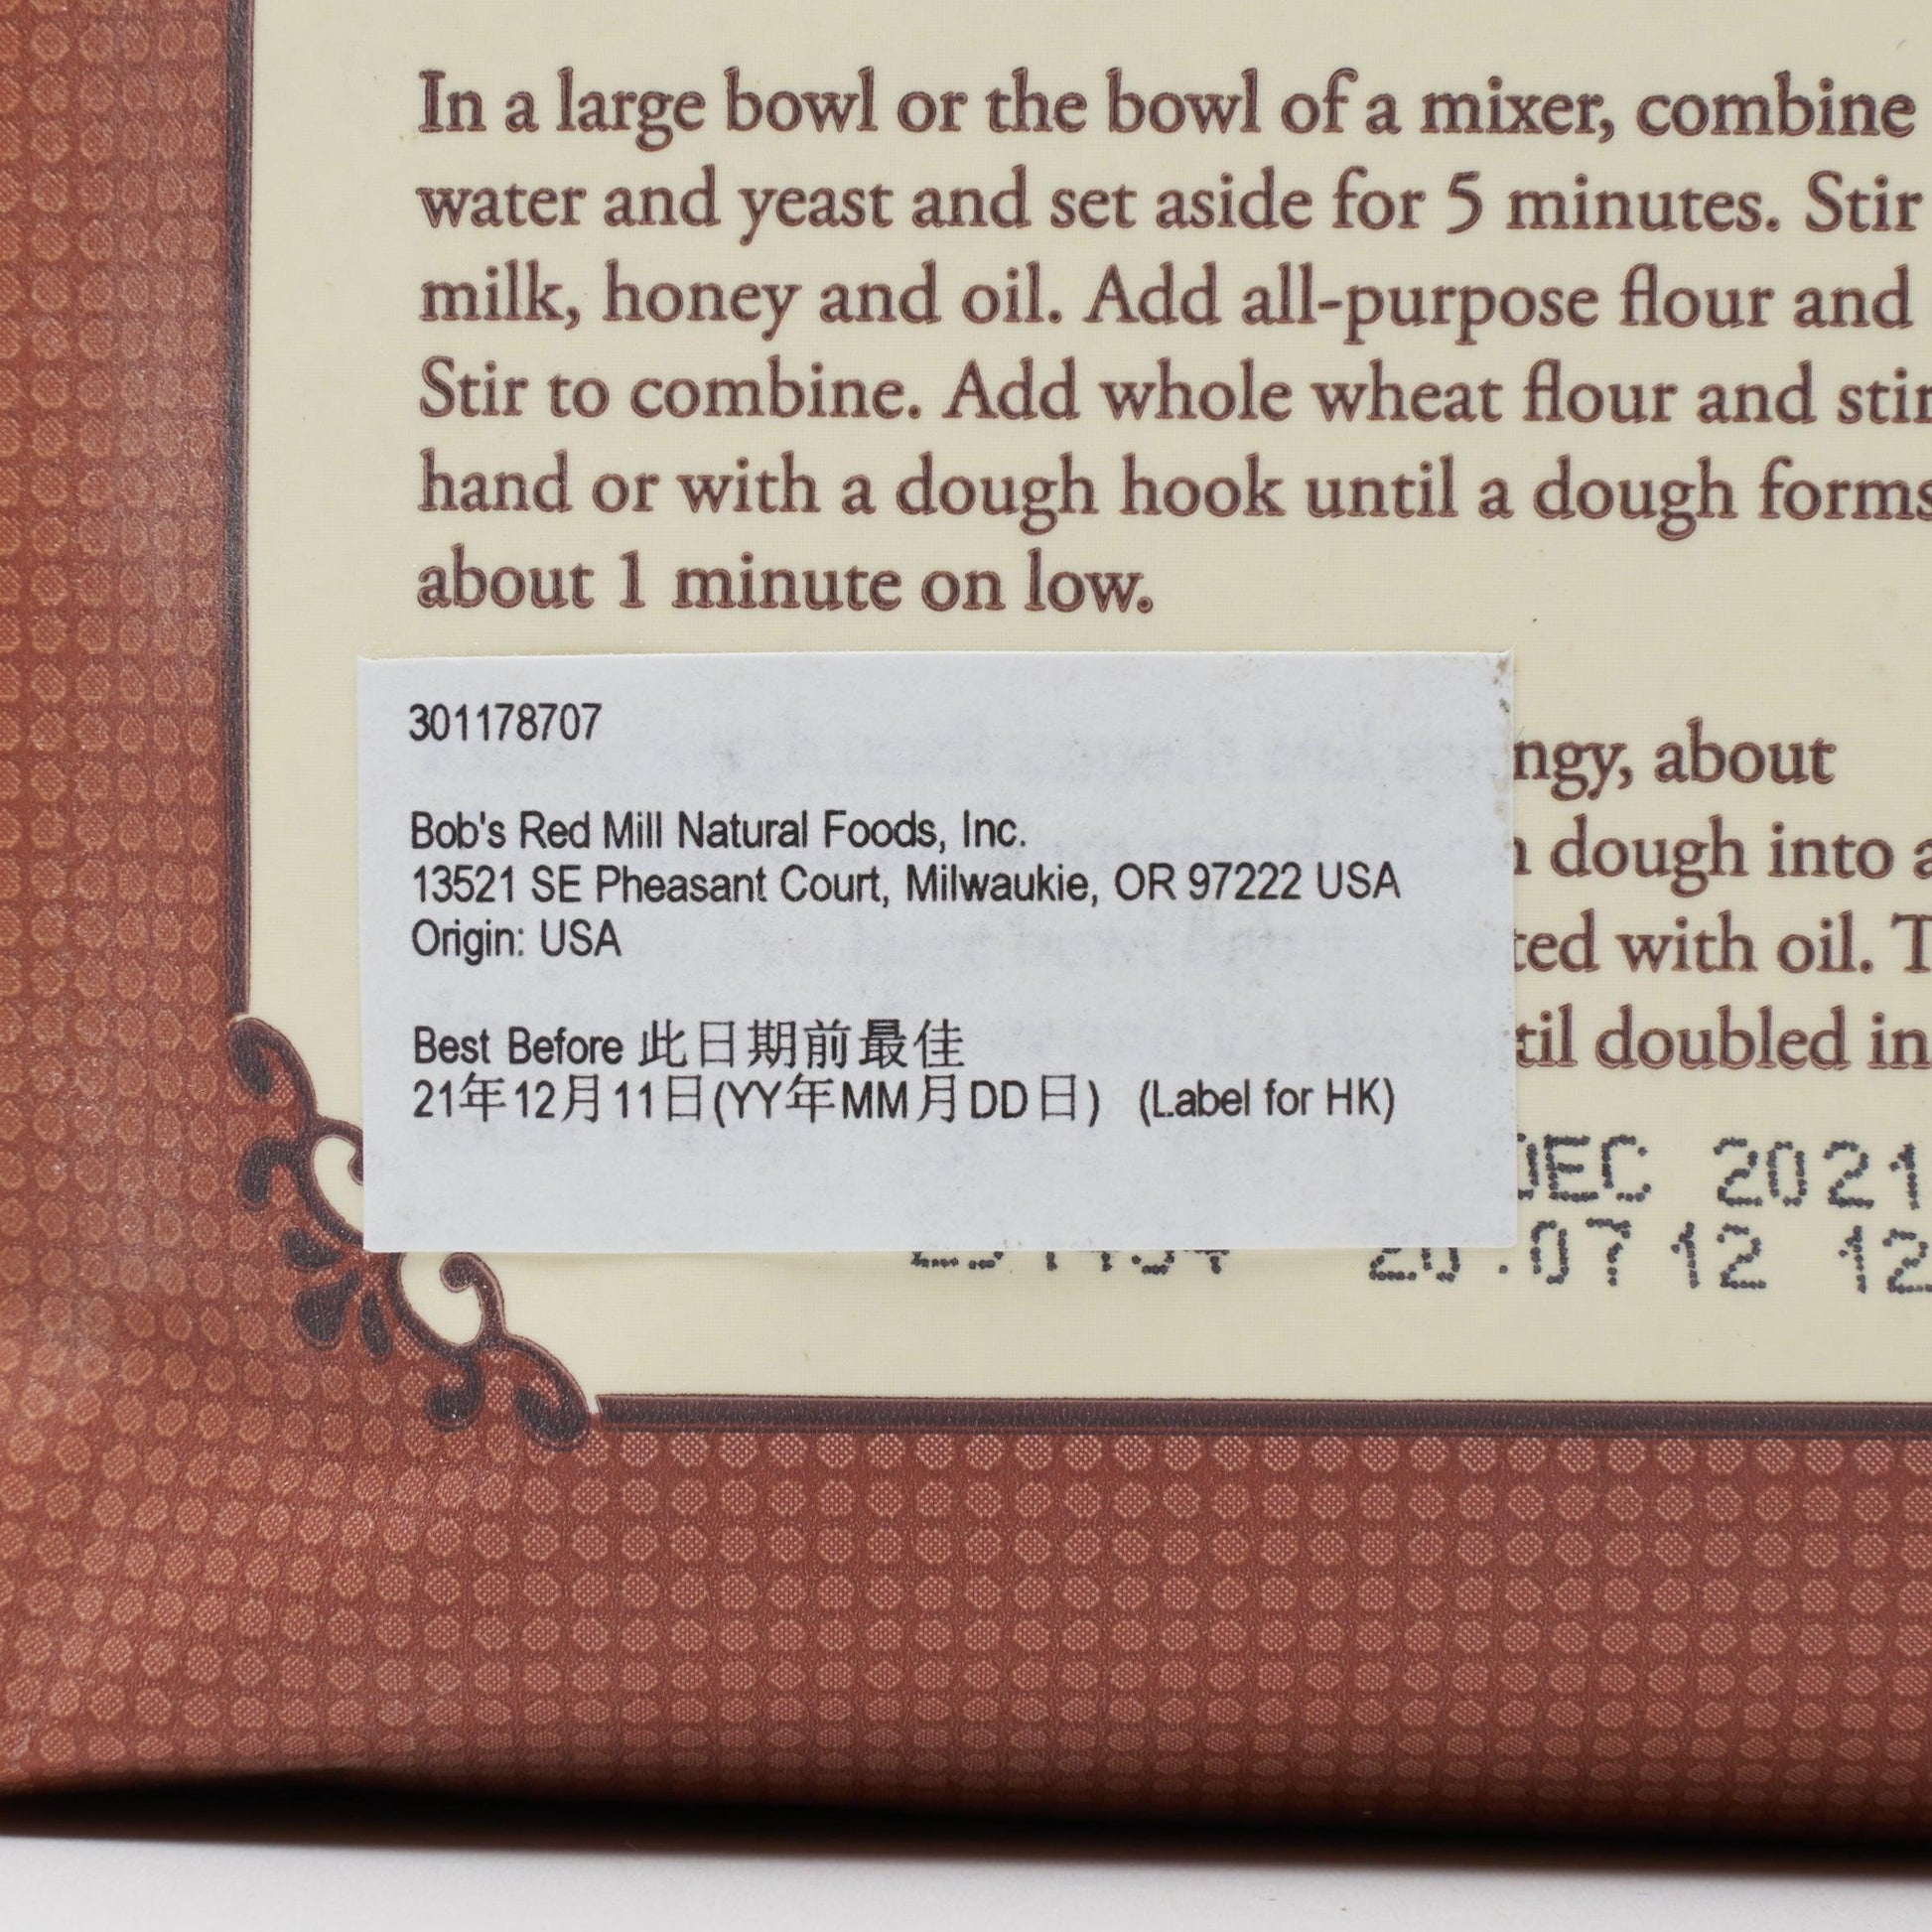 In a large bowl or the bowl of a mixer, combine
water and yeast and set aside for 5 minutes. Stir
milk, honey and oil. Add all-purpose flour and
Stir to combine. Add whole wheat flour and stir
hand or with a dough hook until a dough forms
about 1 minute on low.
301178707
Bob's Red Mill Natural Foods, Inc.
13521 SE Pheasant Court, Milwaukie, OR 97222 USA
Origin: USA
Best Before 此日期前最佳
21年12月11日(YY年MM月DD日) (Label for HK)
ngy, about
dough into a
ted with oil. T
til doubled in
DEC 2021
20.0712 12